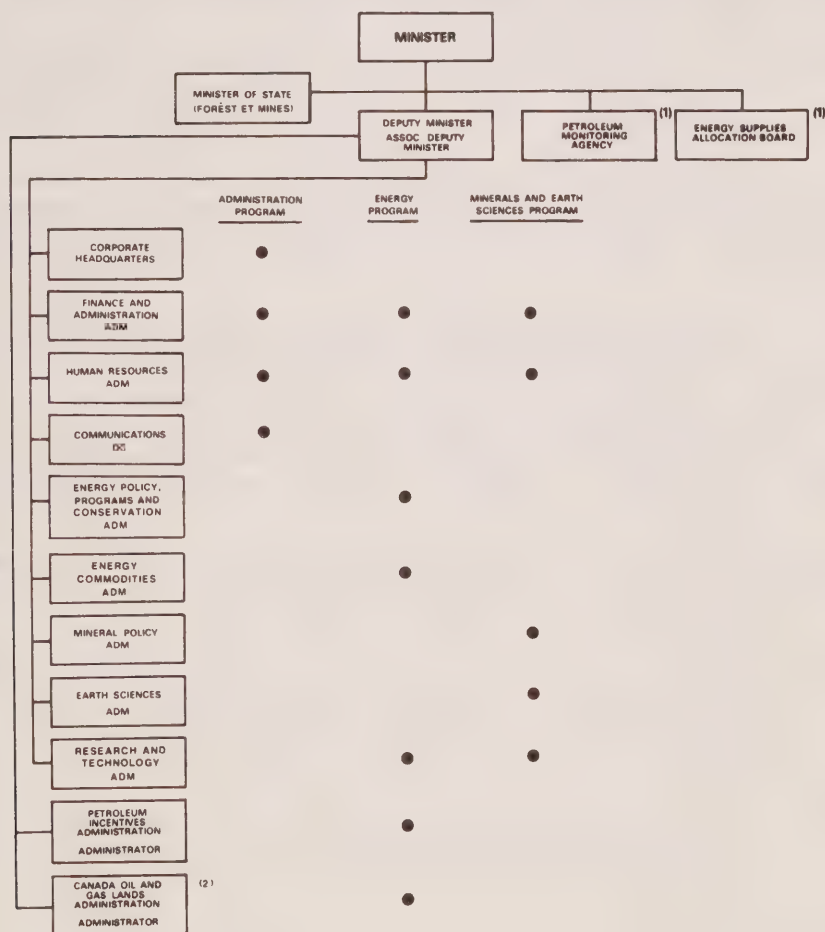 MINISTER
MINISTER OF STATE
(FORÊST ET MINES)
DEPUTY MINISTER
ASSOC DEPUTY
MINISTER
PETROLEUM
MONITORING
AGENCY
(1)
ENERGY SUPPLIES
ALLOCATION BOARD
(1)
ADMINISTRATION
PROGRAM
ENERGY
PROGRAM
MINERALS AND EARTH
SCIENCES PROGRAM
CORPORATE
HEADQUARTERS
FINANCE AND
ADMINISTRATION
ADM
HUMAN RESOURCES
ADM
COMMUNICATIONS
ENERGY POLICY,
PROGRAMS AND
CONSERVATION
ADM
ENERGY
COMMODITIES
ADM
MINERAL POLICY
ADM
EARTH SCIENCES
ADM
RESEARCH AND
TECHNOLOGY
ADM
PETROLEUM
INCENTIVES
ADMINISTRATION
ADMINISTRATOR
CANADA OIL AND
GAS LANDS
ADMINISTRATION
ADMINISTRATOR
(2)